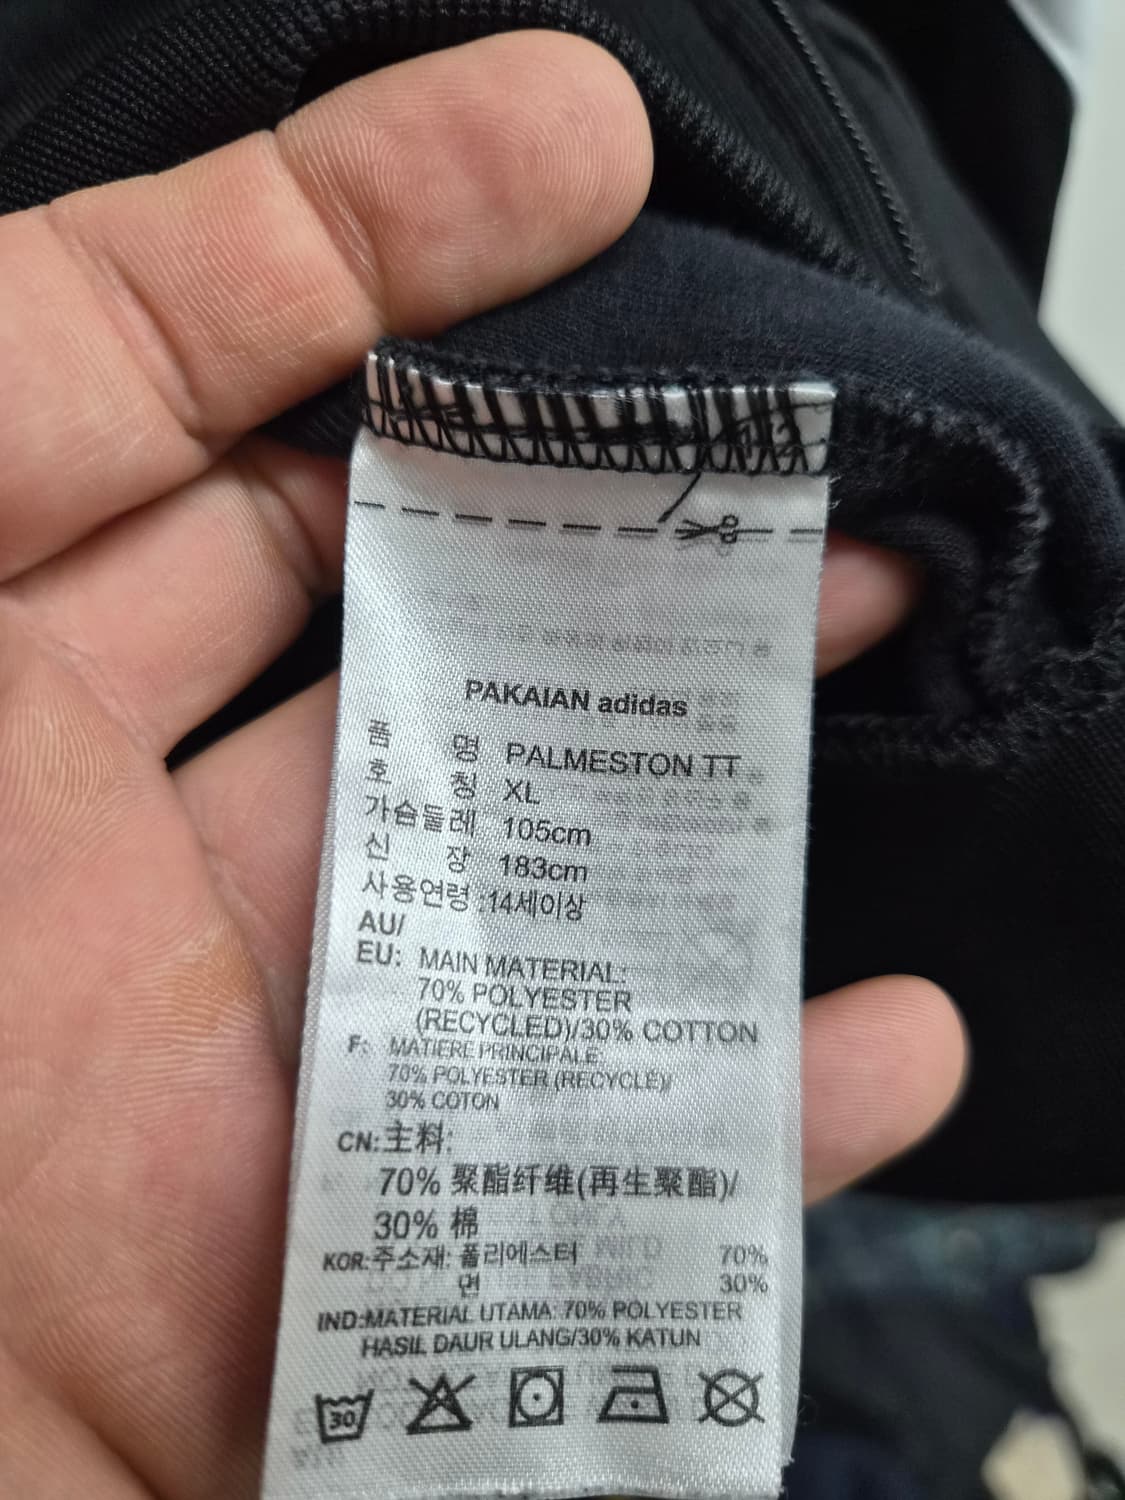 PAKAIAN adidas
품 명 PALMESTON TT
호 칭 XL
가슴둘레 105cm
신 장 183cm
사용연령:14세이상
AU/
EU: MAIN MATERIAL:
70% POLYESTER
(RECYCLED)/30% COTTON
F: MATIERE PRINCIPALE:
70% POLYESTER (RECYCLÉ)/
30% COTON
CN:主料:
70% 聚酯纤维(再生聚酯)/
30% 棉
KOR:주소재: 폴리에스터 70%
면 30%
IND:MATERIAL UTAMA: 70% POLYESTER
HASIL DAUR ULANG/30% KATUN
30